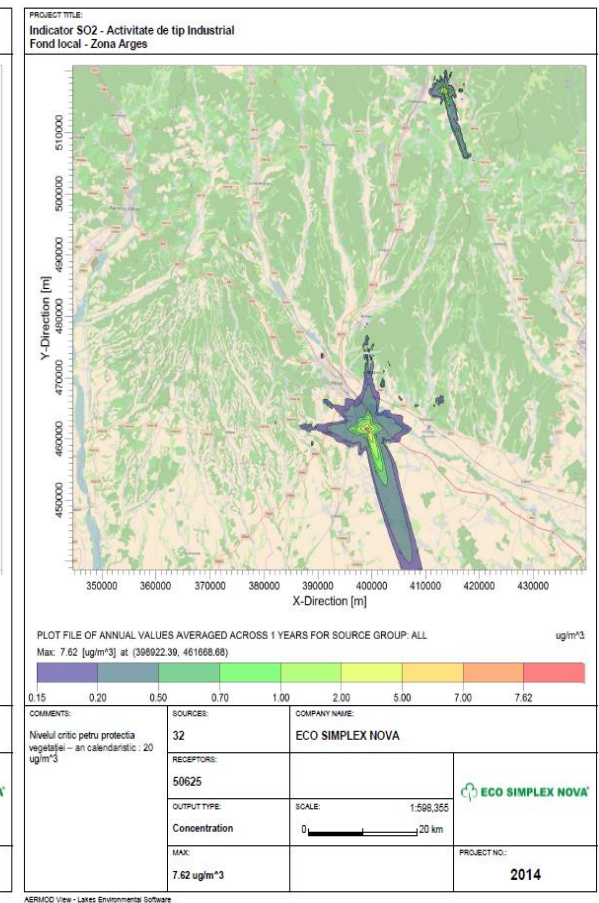 PROJECT TITLE:
Indicator SO2 - Activitate de tip Industrial
Fond local - Zona Arges
Y-Direction [m]
510000
500000
490000
480000
470000
460000
450000
350000 360000 370000 380000 390000 400000 410000 420000 430000
X-Direction [m]
PLOT FILE OF ANNUAL VALUES AVERAGED ACROSS 1 YEARS FOR SOURCE GROUP: ALL ug/m^3
Max: 7.62 [ug/m^3] at (398922.39, 461668.68)
0.15 0.20 0.50 0.70 1.00 2.00 5.00 7.00 7.62
COMMENTS:
Nivelul critic petru protectia
vegetației – an calendaristic : 20
ug/m^3
SOURCES:
32
COMPANY NAME:
ECO SIMPLEX NOVA
RECEPTORS:
50625
OUTPUT TYPE:
Concentration
SCALE: 1:598,355
0 20 km
ECO SIMPLEX NOVA
MAX:
7.62 ug/m^3
PROJECT NO.:
2014
AERMOD View - Lakes Environmental Software